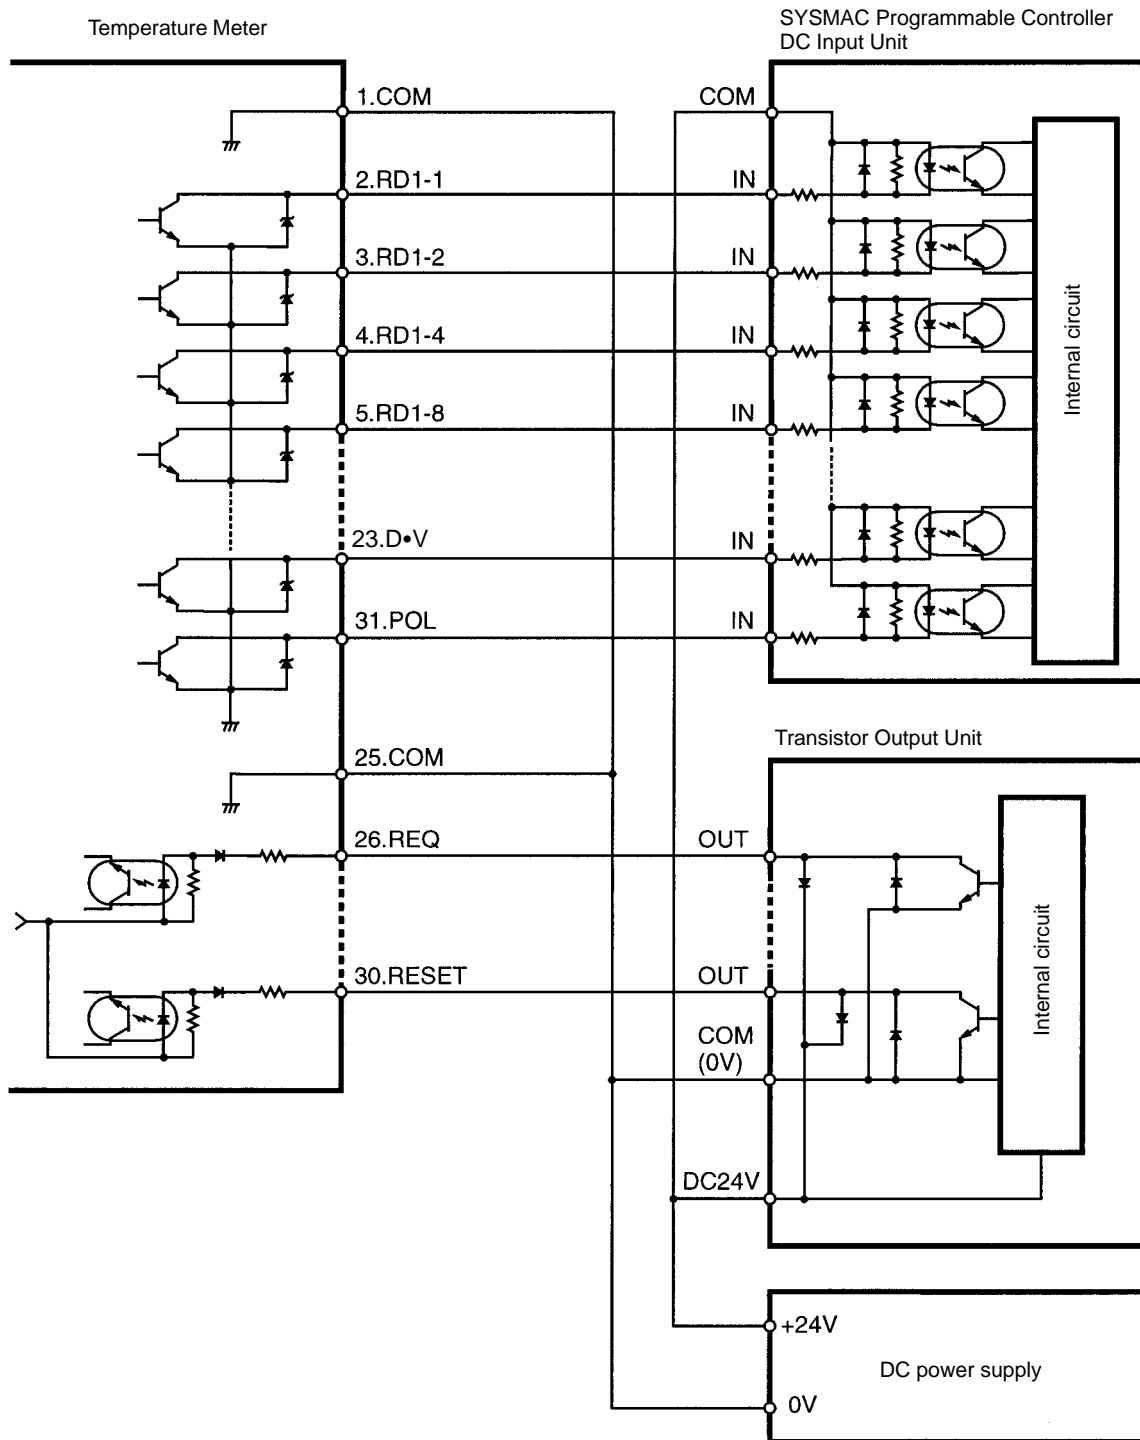 Temperature Meter
SYSMAC Programmable Controller
DC Input Unit
1.COM
COM
2.RD1-1
IN
3.RD1-2
IN
4.RD1-4
IN
5.RD1-8
IN
Internal circuit
23.D•V
IN
31.POL
IN
Transistor Output Unit
25.COM
26.REQ
OUT
30.RESET
OUT
COM
(0V)
Internal circuit
DC24V
+24V
DC power supply
0V